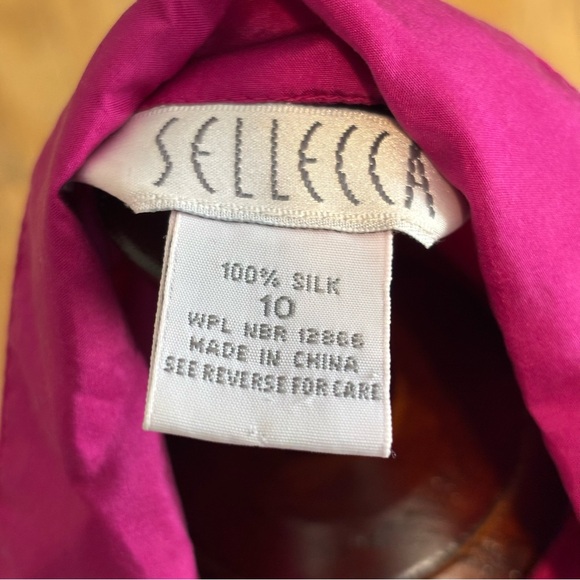 SELLECCA
100% SILK
10
WPL NBR 12866
MADE IN CHINA
SEE REVERSE FOR CARE